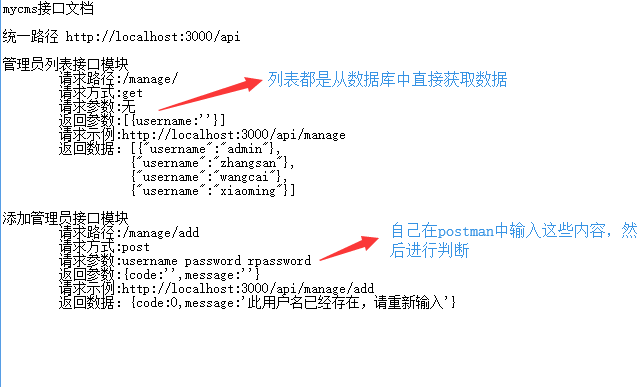 mycms接口文档
统一路径 http://localhost:3000/api
管理员列表接口模块
请求路径:/manage/
请求方式:get
请求参数:无
返回参数:[{username:''}]
请求示例:http://localhost:3000/api/manage
返回数据: [{"username":"admin"},
{"username":"zhangsan"},
{"username":"wangcai"},
{"username":"xiaoming"}]
列表都是从数据库中直接获取数据
添加管理员接口模块
请求路径:/manage/add
请求方式:post
请求参数:username password rpassword
返回参数:{code:'',message:''}
请求示例:http://localhost:3000/api/manage/add
返回数据: {code:0,message:'此用户名已经存在，请重新输入'}
自己在postman中输入这些内容，然
后进行判断